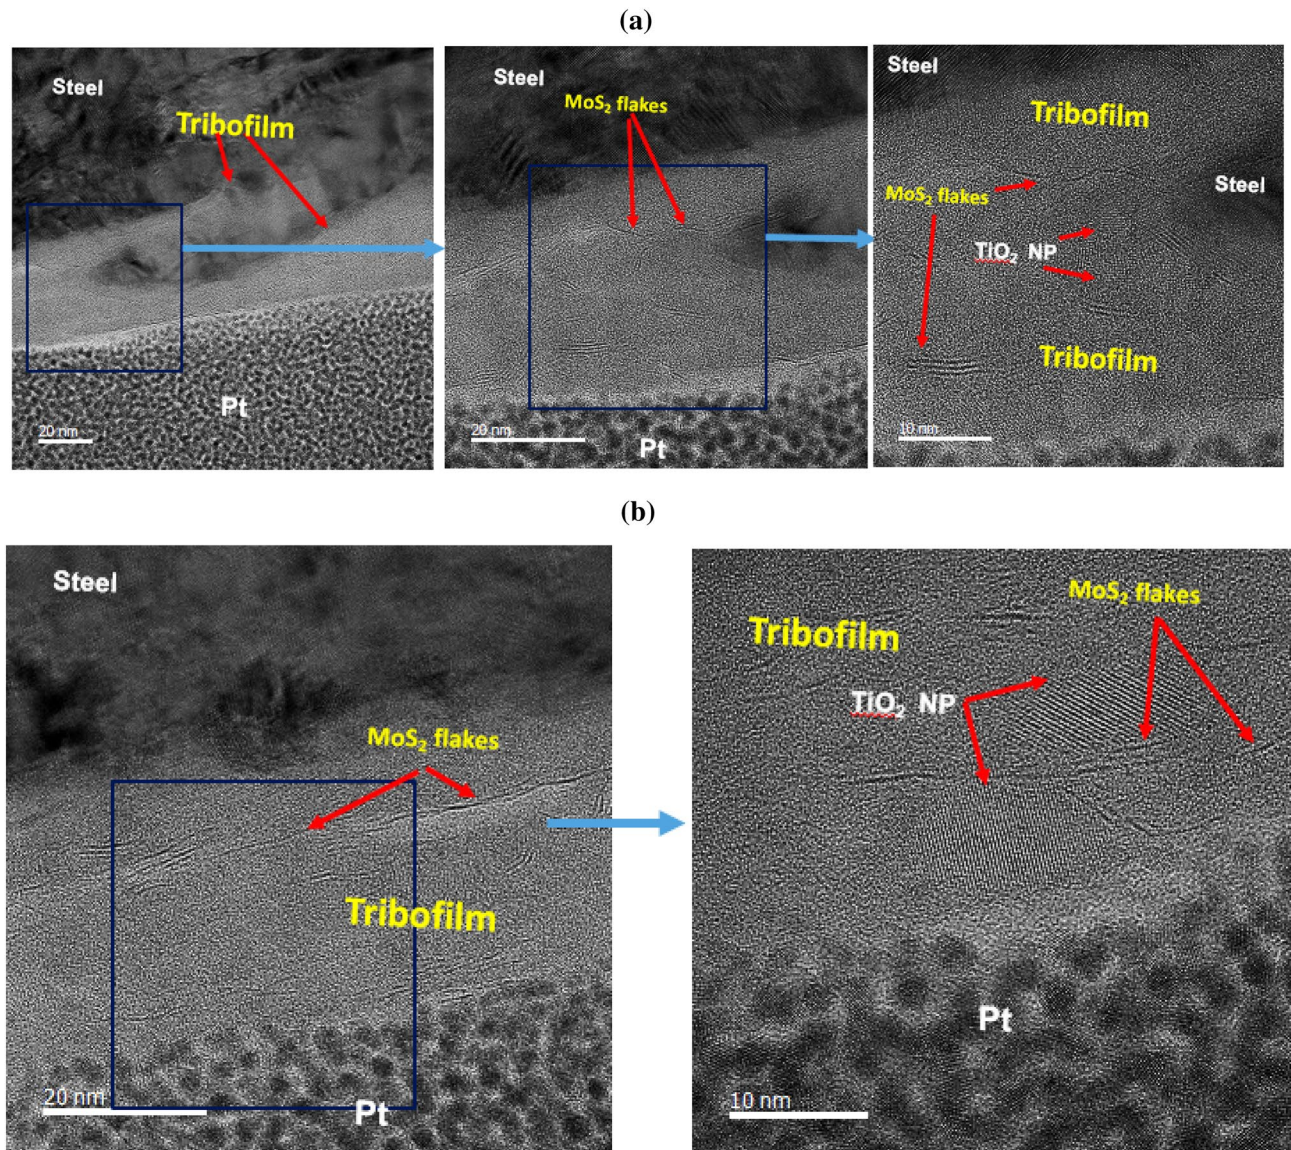 (a)
Steel
Tribofilm
20 nm
Pt
Steel
MoS₂ flakes
20 nm
Pt
Steel
Tribofilm
Steel
MoS₂ flakes
TiO₂ NP
Tribofilm
10 nm
(b)
Steel
MoS₂ flakes
Tribofilm
20 nm
Pt
MoS₂ flakes
Tribofilm
TiO₂ NP
Pt
10 nm